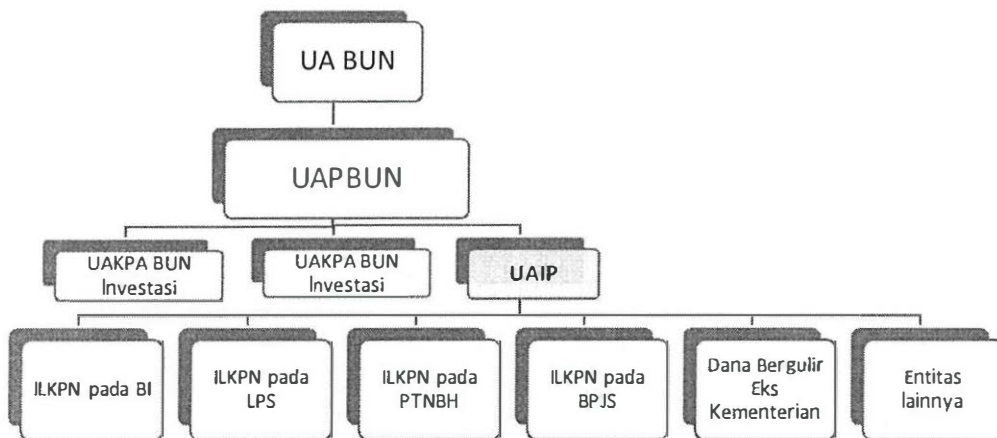 UA BUN
UAPBUN
UAKPA BUN
Investasi
UAKPA BUN
Investasi
UAIP
ILKPN pada BI
ILKPN pada
LPS
ILKPN pada
PTNBH
ILKPN pada
BPJS
Dana Bergulir
Eks
Kementerian
Entitas
lainnya